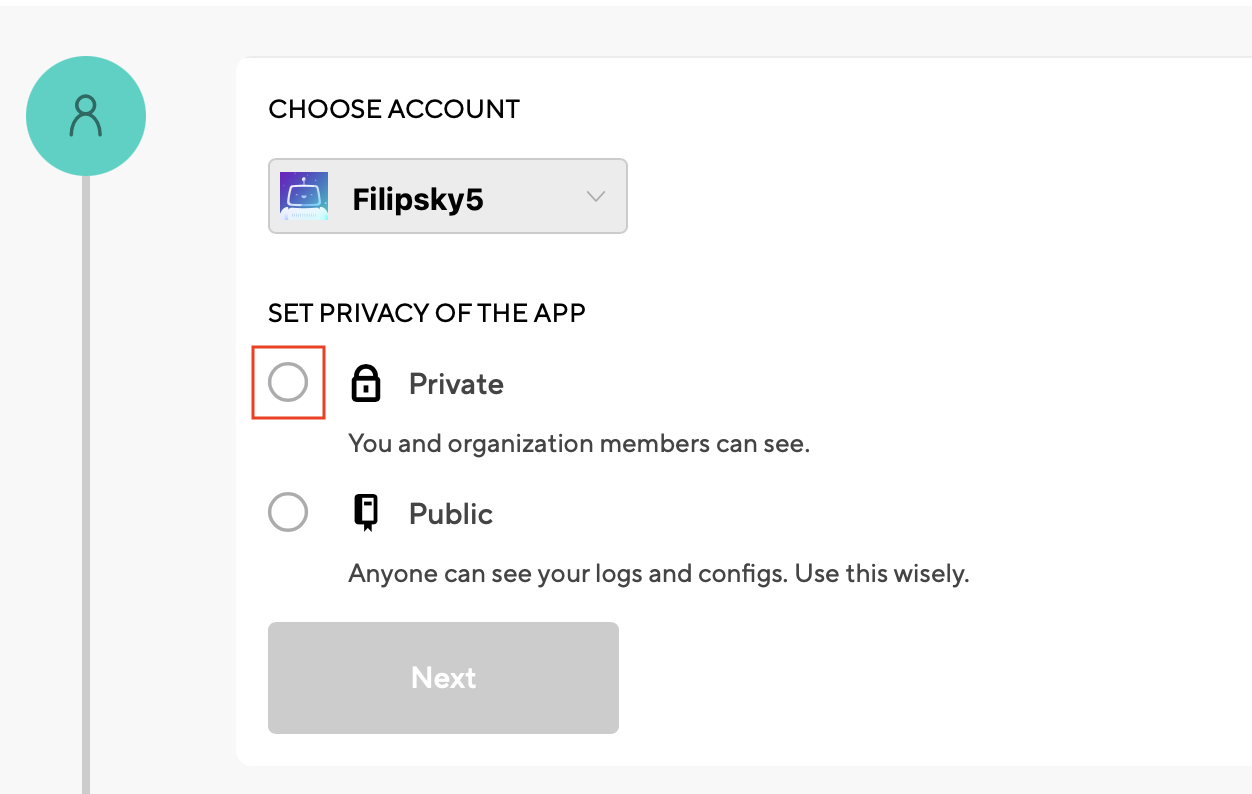 CHOOSE ACCOUNT
Filipsky5
SET PRIVACY OF THE APP
Private
You and organization members can see.
Public
Anyone can see your logs and configs. Use this wisely.
Next